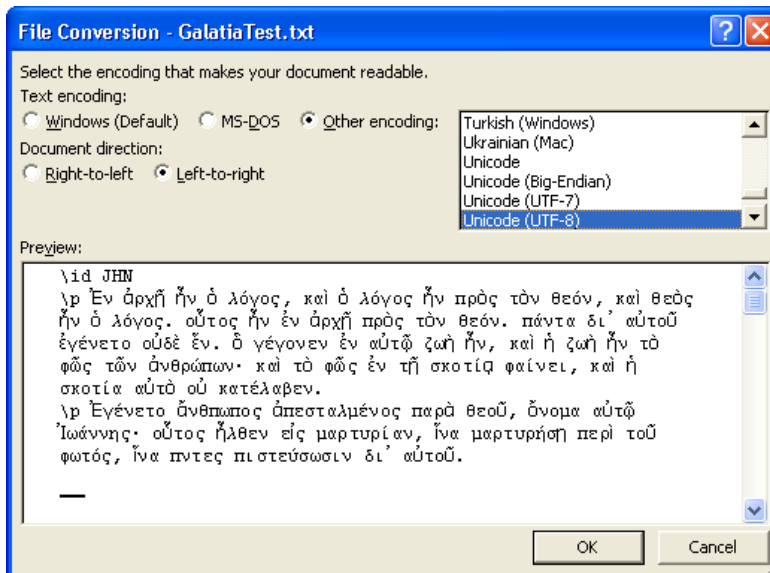 File Conversion - GalatiaTest.txt
Select the encoding that makes your document readable.
Text encoding:
Windows (Default) MS-DOS Other encoding:
Document direction:
Right-to-left Left-to-right
Turkish (Windows)
Ukrainian (Mac)
Unicode
Unicode (Big-Endian)
Unicode (UTF-7)
Unicode (UTF-8)
Preview:
\id JHN
\p Ἐν ἀρχῇ ἦν ὁ λόγος, καὶ ὁ λόγος ἦν πρὸς τὸν θεόν, καὶ θεὸς
ἦν ὁ λόγος. οὗτος ἦν ἐν ἀρχῇ πρὸς τὸν θεόν. πάντα δι᾽ αὐτοῦ
ἐγένετο οὐδὲ ἕν. ὃ γέγονεν ἐν αὐτῷ ζωὴ ἦν, καὶ ἡ ζωὴ ἦν τὸ
φῶς τῶν ἀνθρώπων· καὶ τὸ φῶς ἐν τῇ σκοτίᾳ φαίνει, καὶ ἡ
σκοτία αὐτὸ οὐ κατέλαβεν.
\p Ἐγένετο ἄνθπωπος ἀπεσταλμένος παρὰ θεοῦ, ὄνομα αὐτῷ
Ἰωάννης· οὗτος ἦλθεν εἰς μαρτυρίαν, ἵνα μαρτυρήσῃ περὶ τοῦ
φωτός, ἵνα πντες πιστεύσωσιν δι᾽ αὐτοῦ.
OK Cancel